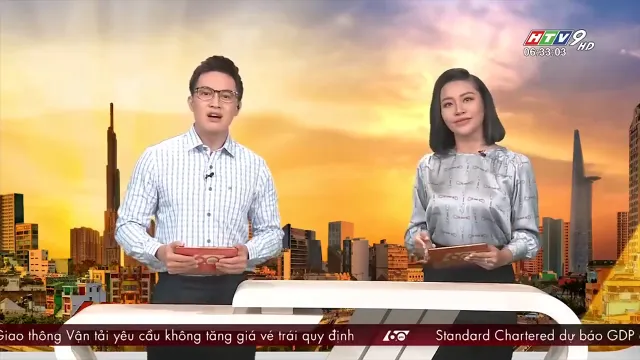 HTV9 HD
06:33:03
Giao thông Vận tải yêu cầu không tăng giá vé trái quy định
Standard Chartered dự báo GDP